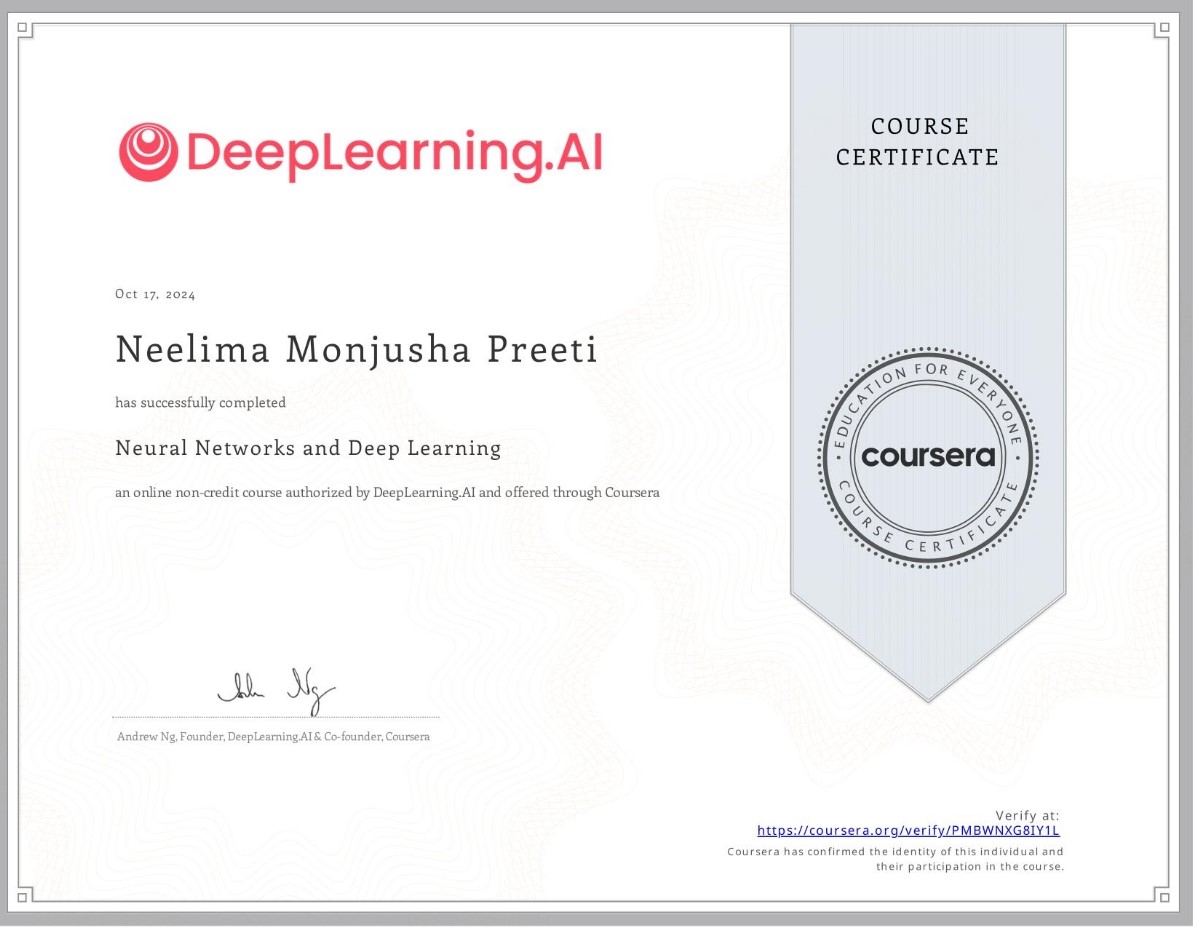 DeepLearning.AI
COURSE
CERTIFICATE
Oct 17, 2024
Neelima Monjusha Preeti
has successfully completed
Neural Networks and Deep Learning
an online non-credit course authorized by DeepLearning.AI and offered through Coursera
EDUCATION FOR EVERYONE
coursera
COURSE CERTIFICATE
Andrew Ng, Founder, DeepLearning.AI & Co-founder, Coursera
Verify at:
https://coursera.org/verify/PMBWNXG8IY1L
Coursera has confirmed the identity of this individual and
their participation in the course.